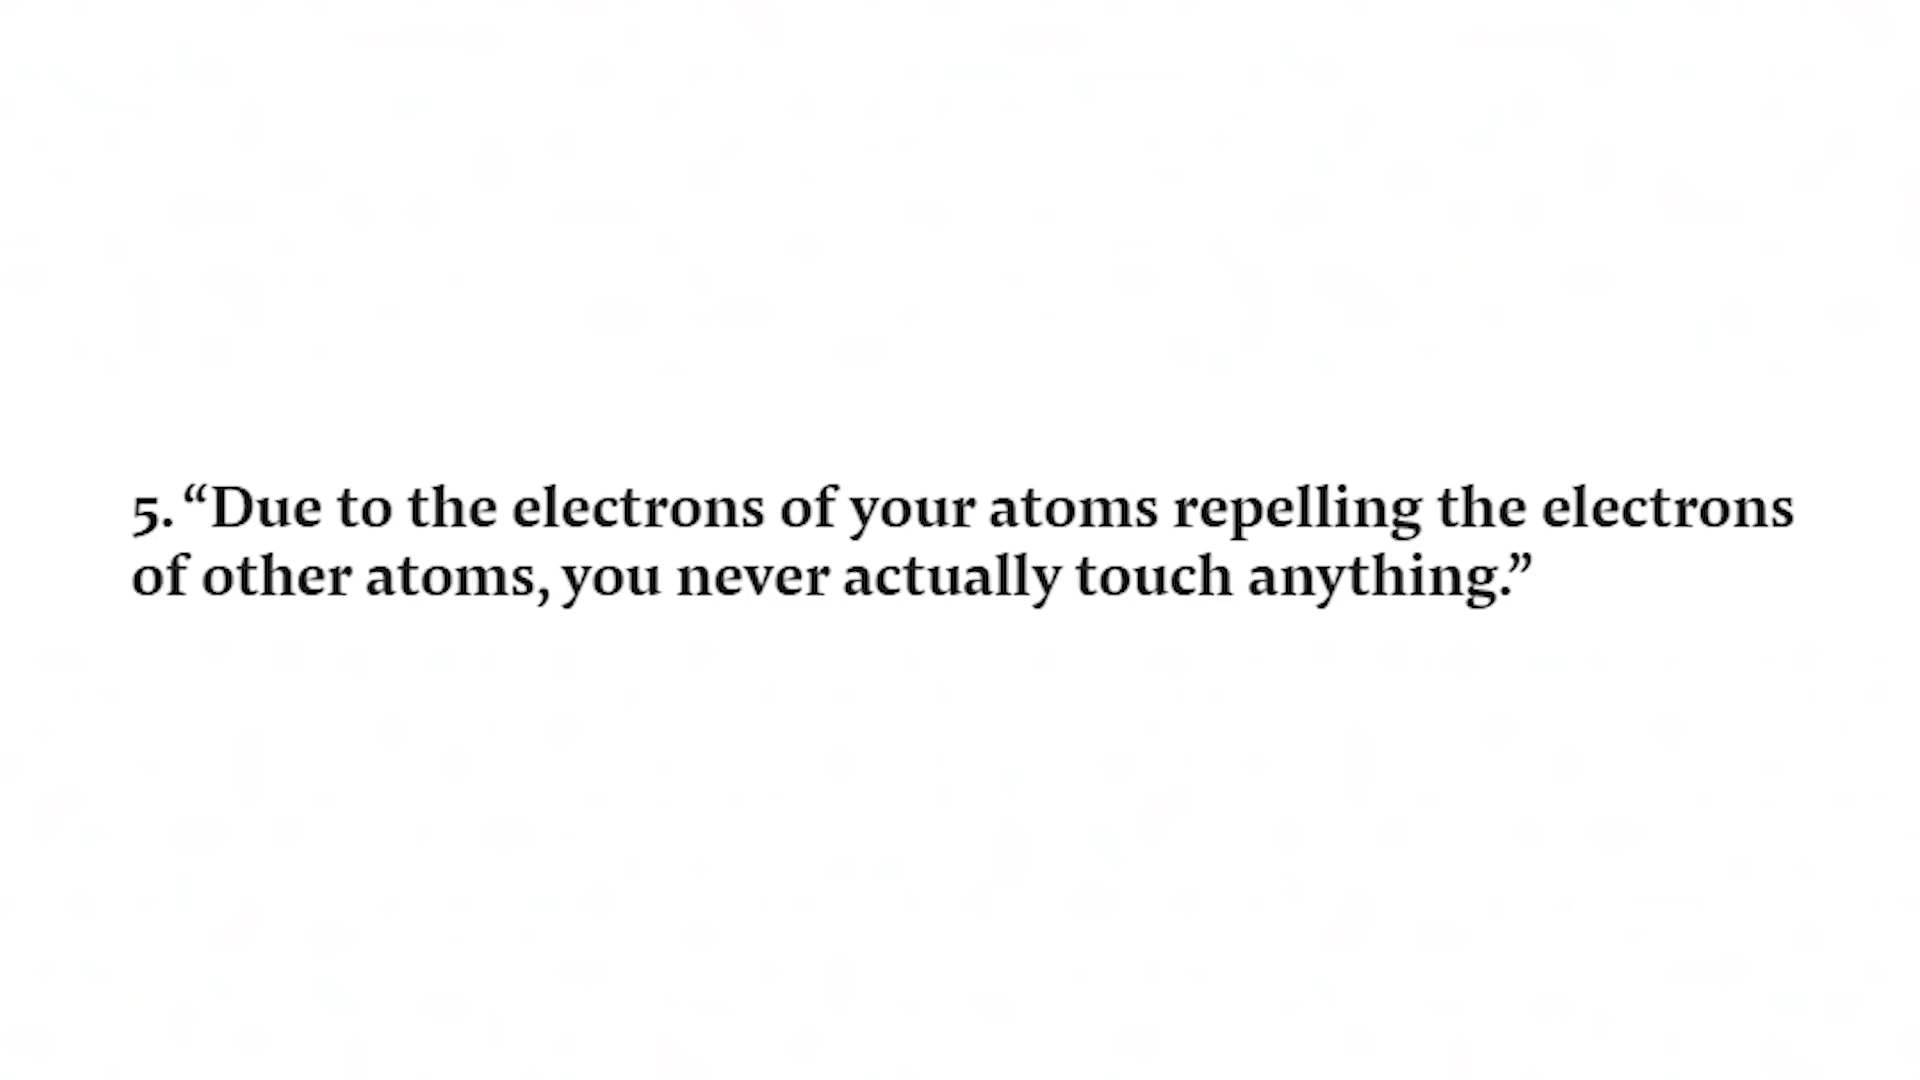 5. “Due to the electrons of your atoms repelling the electrons
of other atoms, you never actually touch anything.”